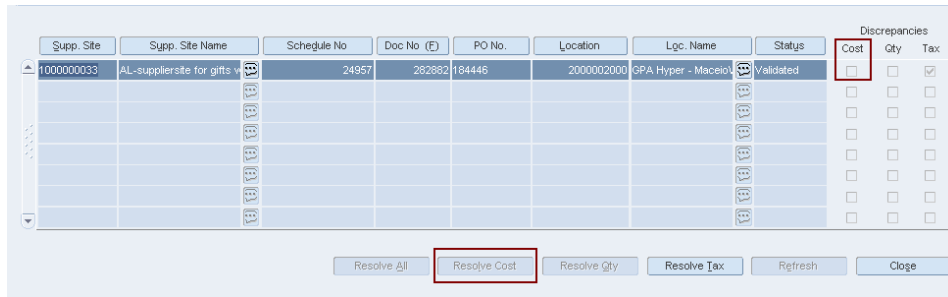 Discrepancies
Supp. Site Supp. Site Name Schedule No Doc No (F) PO No. Location Loc. Name Status Cost Qty Tax
1000000033 AL-suppliersite for gifts v 24957 282882 184446 2000002000 GPA Hyper - Maceio\ Validated
Resolve All Resolve Cost Resolve Qty Resolve Tax Refresh Close